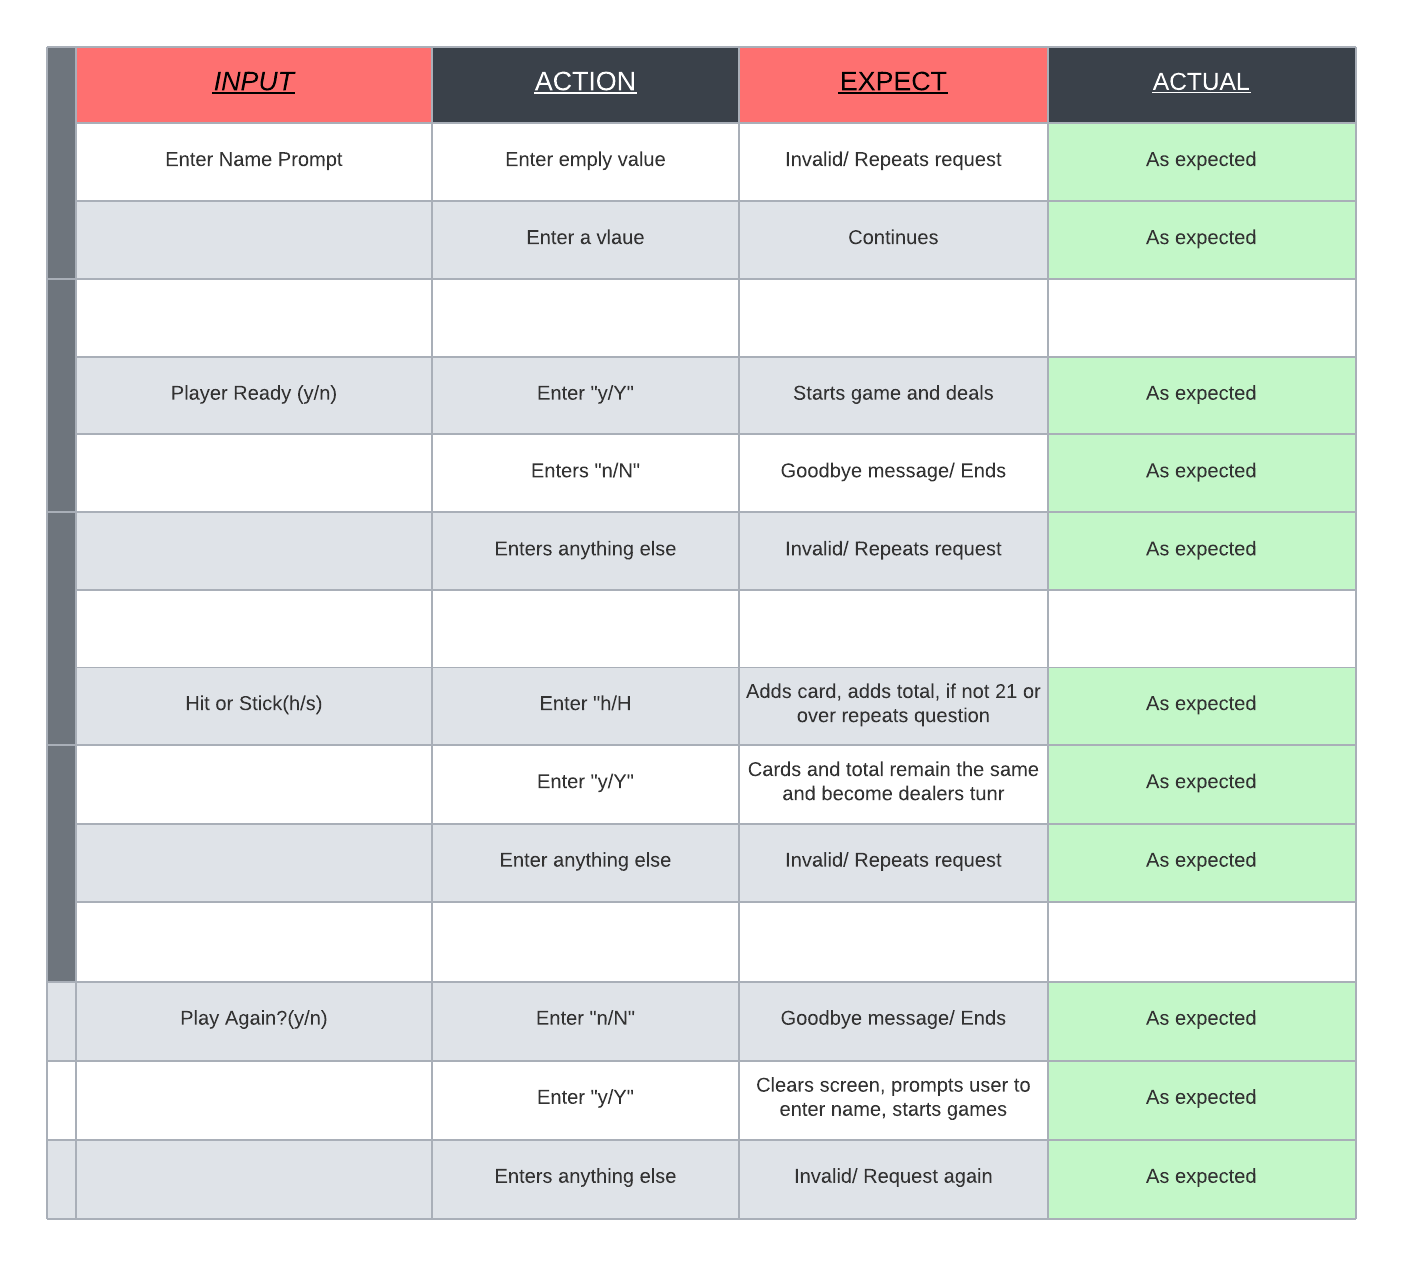 INPUT ACTION EXPECT ACTUAL
Enter Name Prompt Enter emply value Invalid/ Repeats request As expected
Enter a vlaue Continues As expected
Player Ready (y/n) Enter "y/Y" Starts game and deals As expected
Enters "n/N" Goodbye message/ Ends As expected
Enters anything else Invalid/ Repeats request As expected
Hit or Stick(h/s) Enter "h/H Adds card, adds total, if not 21 or
over repeats question As expected
Enter "y/Y" Cards and total remain the same
and become dealers tunr As expected
Enter anything else Invalid/ Repeats request As expected
Play Again?(y/n) Enter "n/N" Goodbye message/ Ends As expected
Enter "y/Y" Clears screen, prompts user to
enter name, starts games As expected
Enters anything else Invalid/ Request again As expected